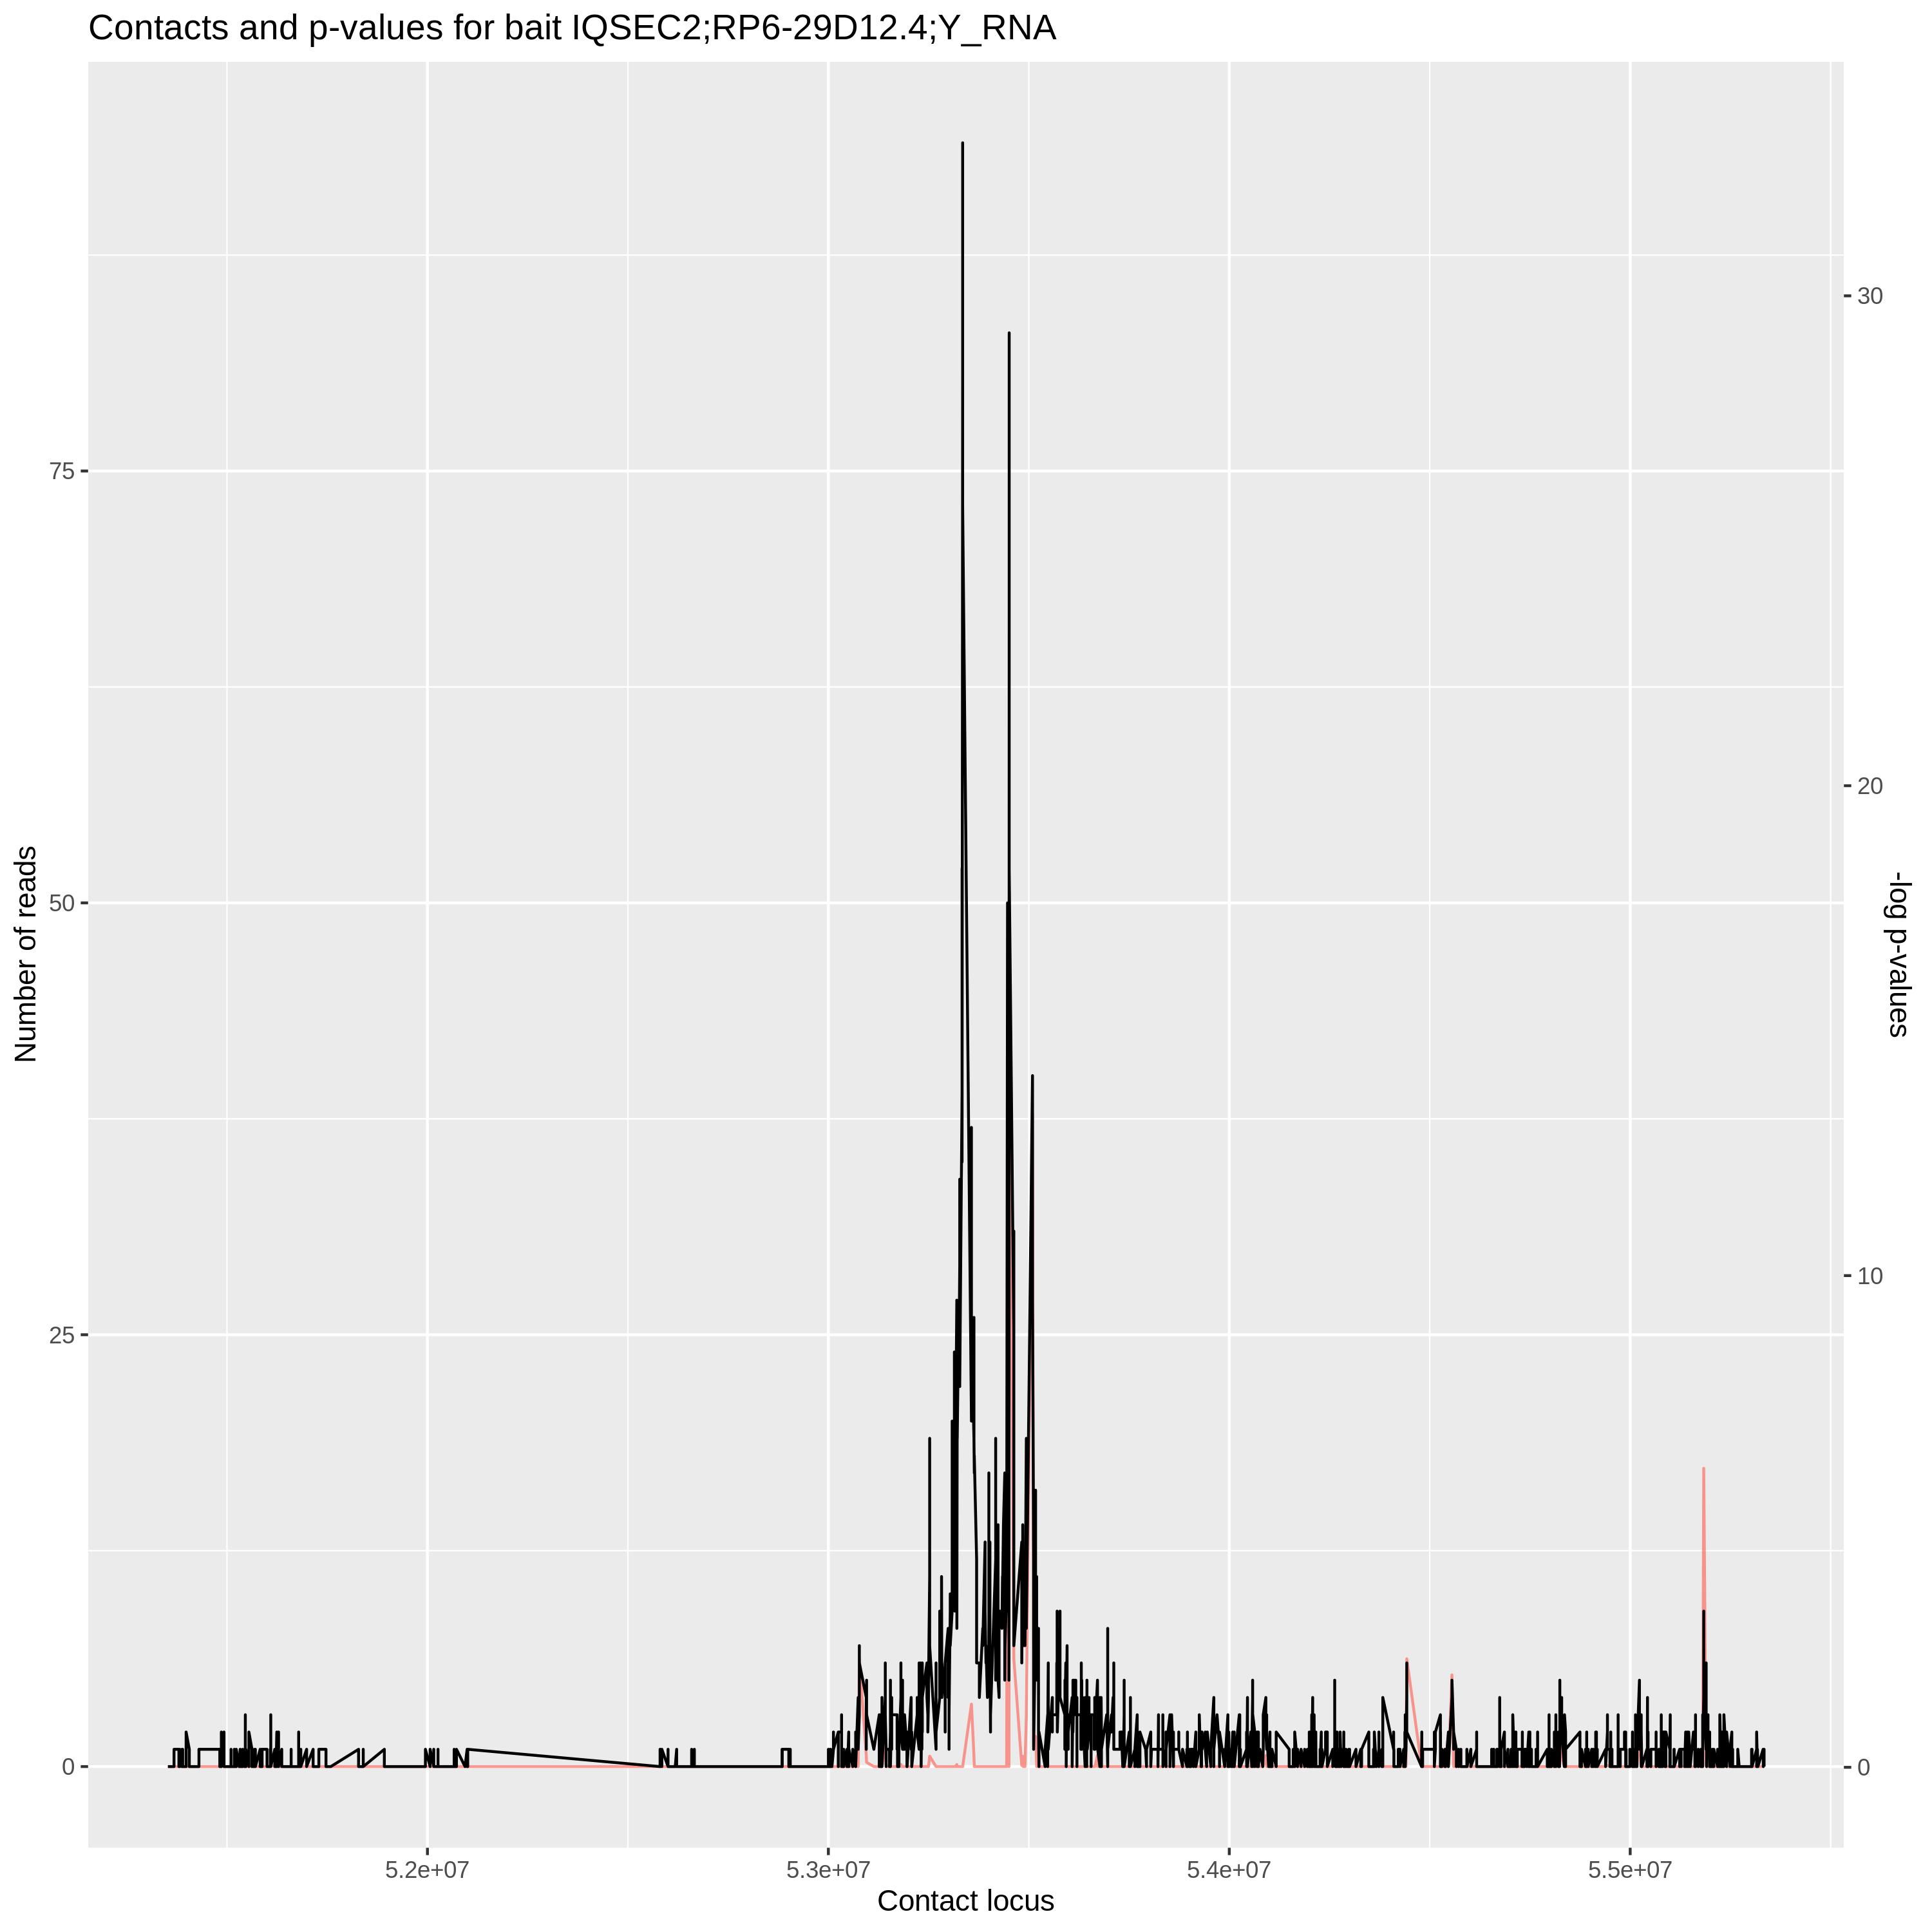 Contacts and p-values for bait IQSEC2;RP6-29D12.4;Y_RNA
Number of reads
75
50
25
0
30
20
10
0
-log p-values
5.2e+07
5.3e+07
5.4e+07
5.5e+07
Contact locus